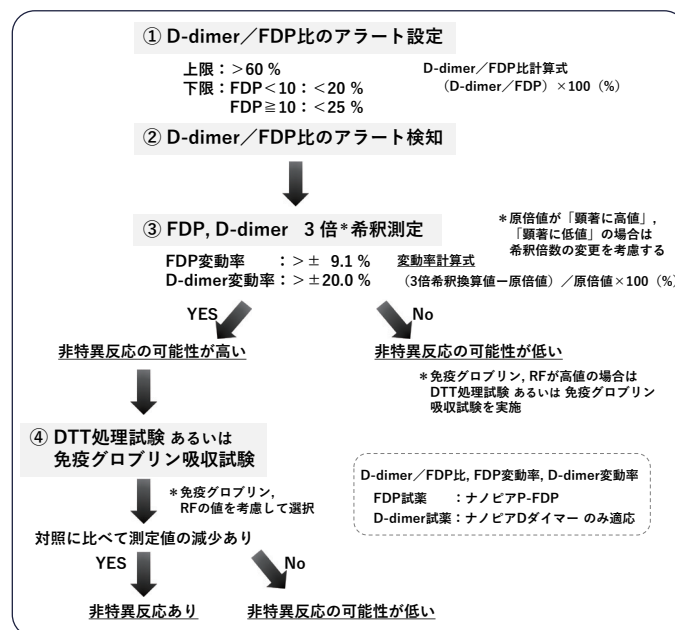 ① D-dimer／FDP比のアラート設定
上限：＞60 %
下限：FDP＜10：＜20 %
FDP≧10：＜25 %
D-dimer／FDP比計算式
（D-dimer／FDP）×100（%）
② D-dimer／FDP比のアラート検知
③ FDP, D-dimer 3 倍*希釈測定
＊原倍値が「顕著に高値」，
「顕著に低値」の場合は
希釈倍数の変更を考慮する
FDP変動率 ：＞± 9.1 %
D-dimer変動率：＞±20.0 %
変動率計算式
（3倍希釈換算値ー原倍値）／原倍値×100（%）
YES
No
非特異反応の可能性が高い
非特異反応の可能性が低い
＊免疫グロブリン, RFが高値の場合は
DTT処理試験 あるいは 免疫グロブリン
吸収試験を実施
④ DTT処理試験 あるいは
免疫グロブリン吸収試験
＊免疫グロブリン,
RFの値を考慮して選択
D-dimer／FDP比, FDP変動率, D-dimer変動率
FDP試薬 ：ナノピアP-FDP
D-dimer試薬：ナノピアDダイマー のみ適応
対照に比べて測定値の減少あり
YES
No
非特異反応あり
非特異反応の可能性が低い